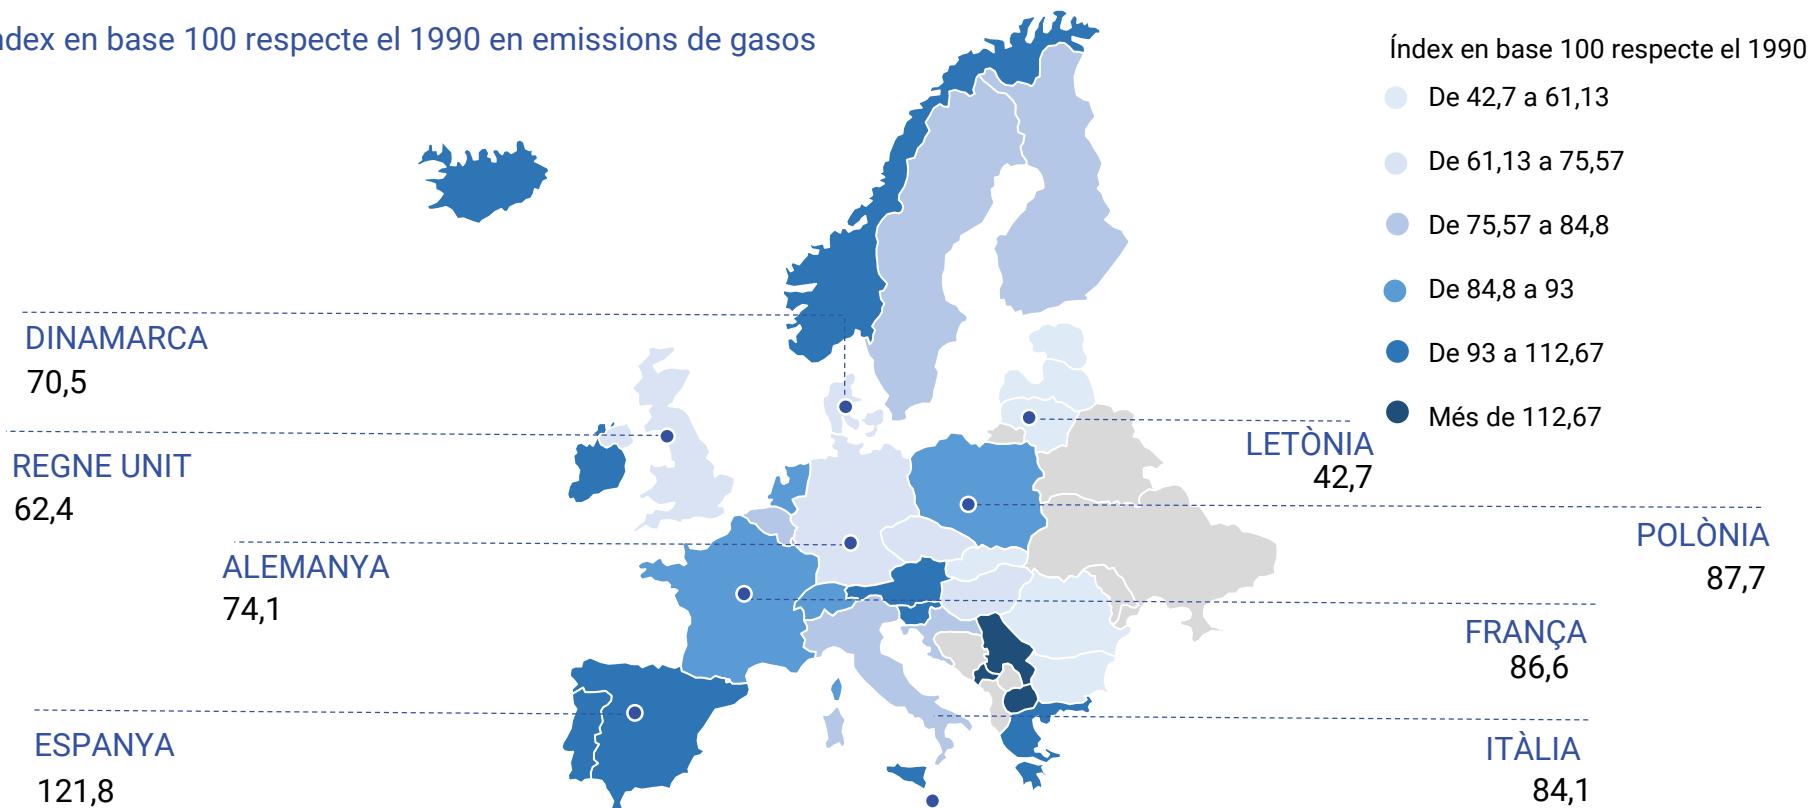 ndex en base 100 respecte el 1990 en emissions de gasos
Índex en base 100 respecte el 1990
De 42,7 a 61,13
De 61,13 a 75,57
De 75,57 a 84,8
De 84,8 a 93
De 93 a 112,67
Més de 112,67
DINAMARCA
70,5
REGNE UNIT
62,4
ALEMANYA
74,1
ESPANYA
121,8
LETÒNIA
42,7
POLÒNIA
87,7
FRANÇA
86,6
ITÀLIA
84,1